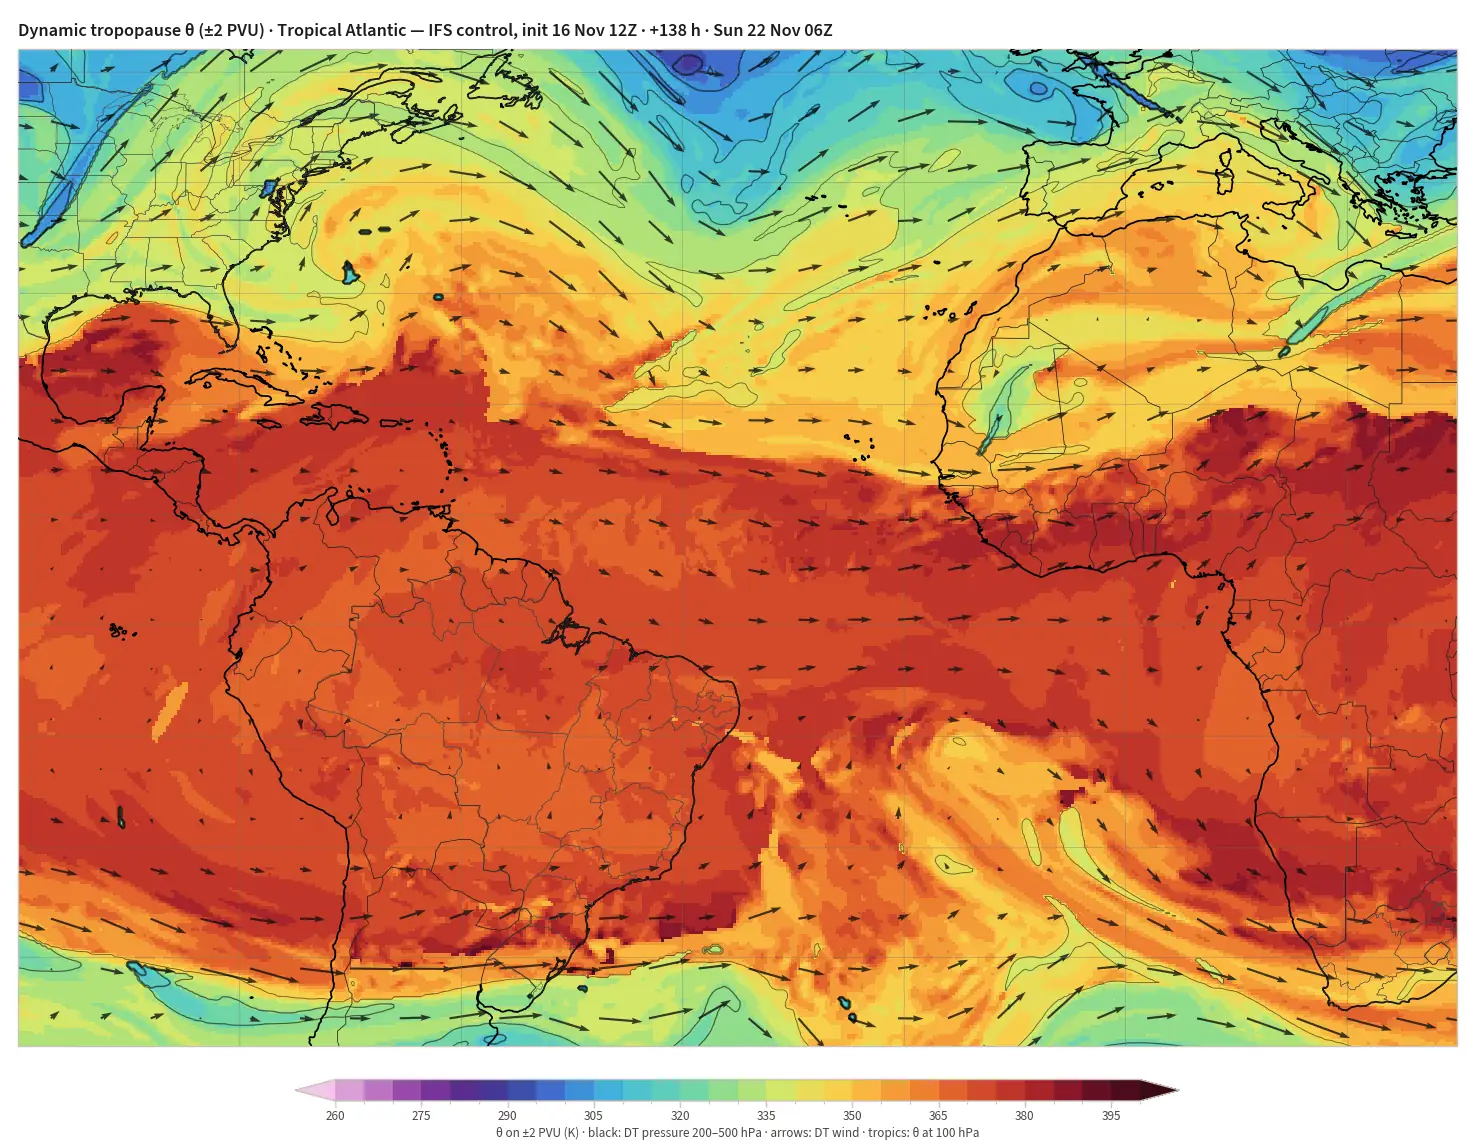 Dynamic tropopause θ (±2 PVU) · Tropical Atlantic — IFS control, init 16 Nov 12Z · +138 h · Sun 22 Nov 06Z
260 275 290 305 320 335 350 365 380 395
θ on ±2 PVU (K) · black: DT pressure 200–500 hPa · arrows: DT wind · tropics: θ at 100 hPa